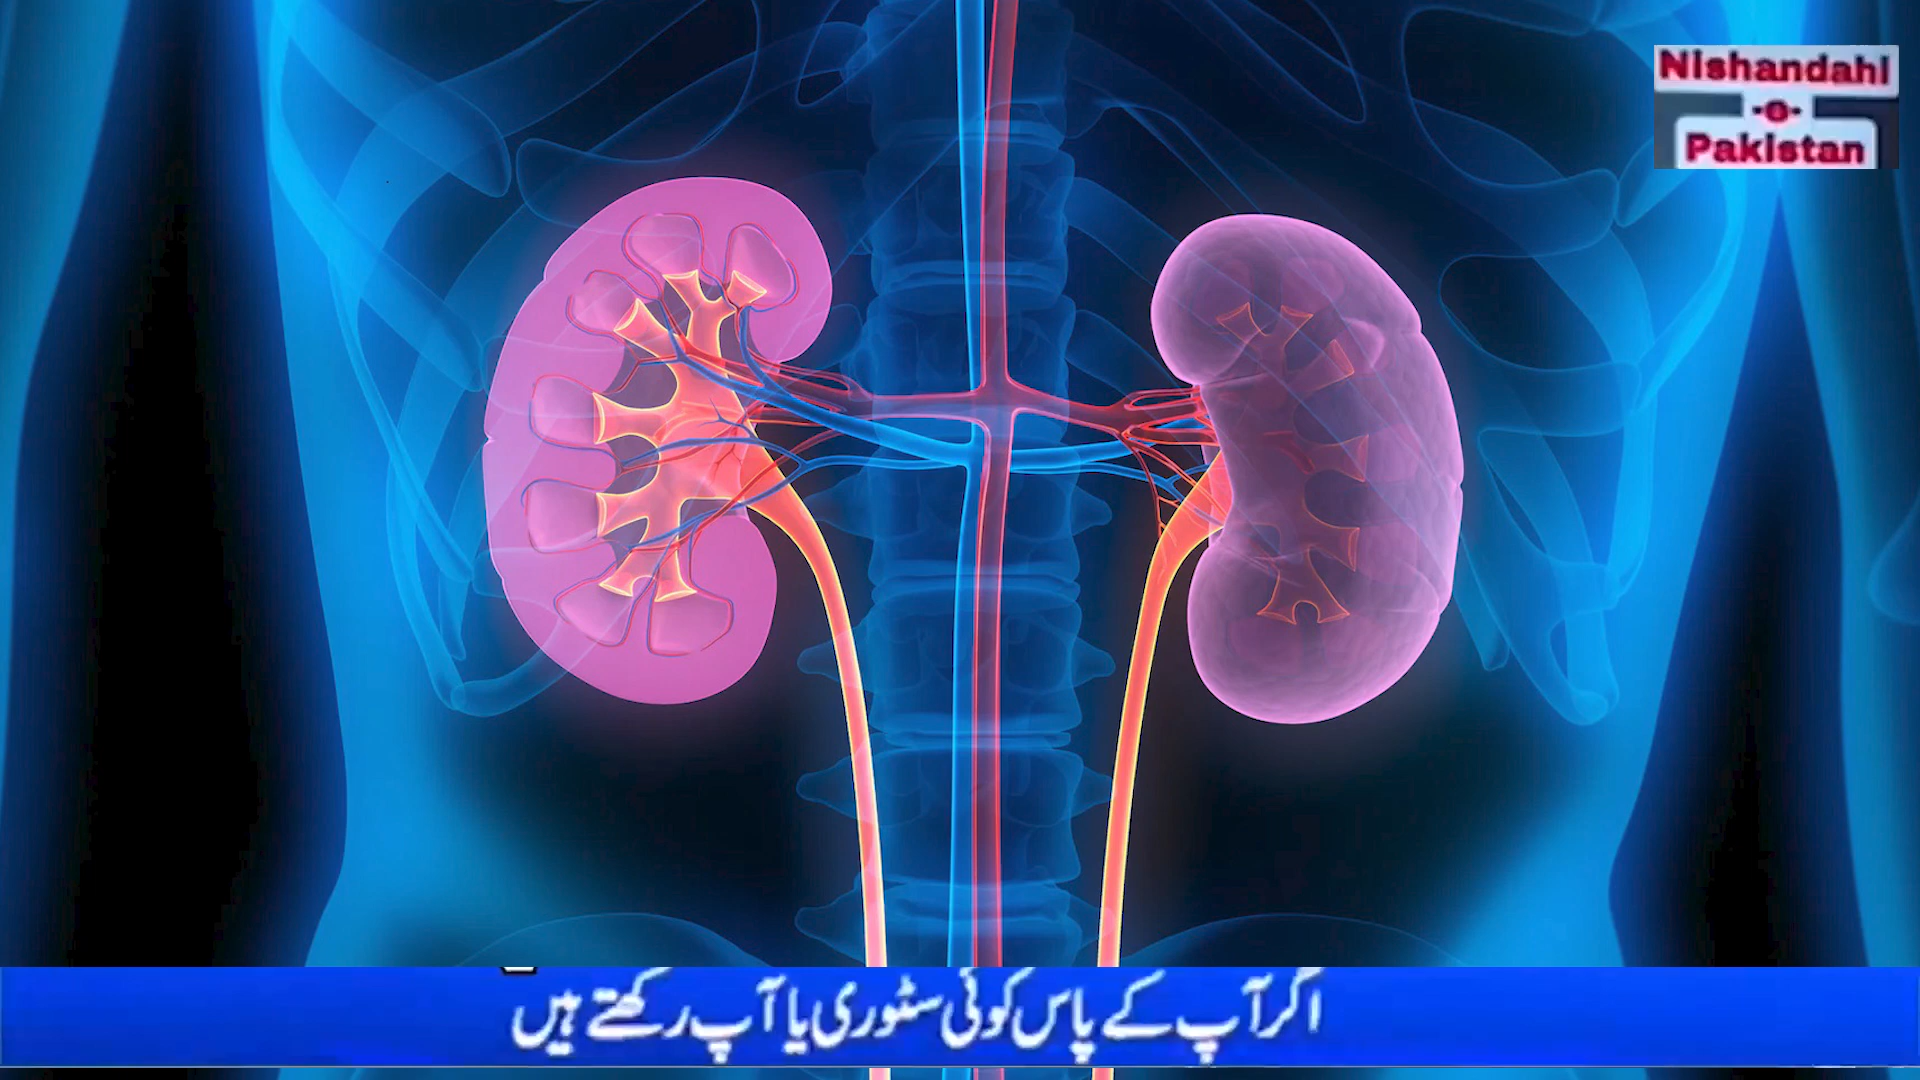 Nishandahi
-o-
Pakistan
اگر آپ کے پاس کوئی سٹوری یا آپ رکھتے ہیں